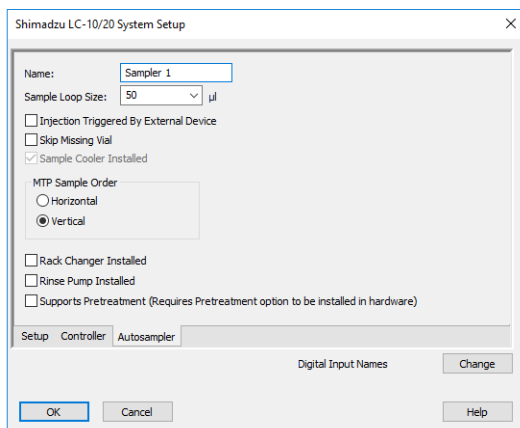 Shimadzu LC-10/20 System Setup
Name: Sampler 1
Sample Loop Size: 50 µl
Injection Triggered By External Device
Skip Missing Vial
Sample Cooler Installed
MTP Sample Order
Horizontal
Vertical
Rack Changer Installed
Rinse Pump Installed
Supports Pretreatment (Requires Pretreatment option to be installed in hardware)
Setup Controller Autosampler
Digital Input Names Change
OK Cancel Help